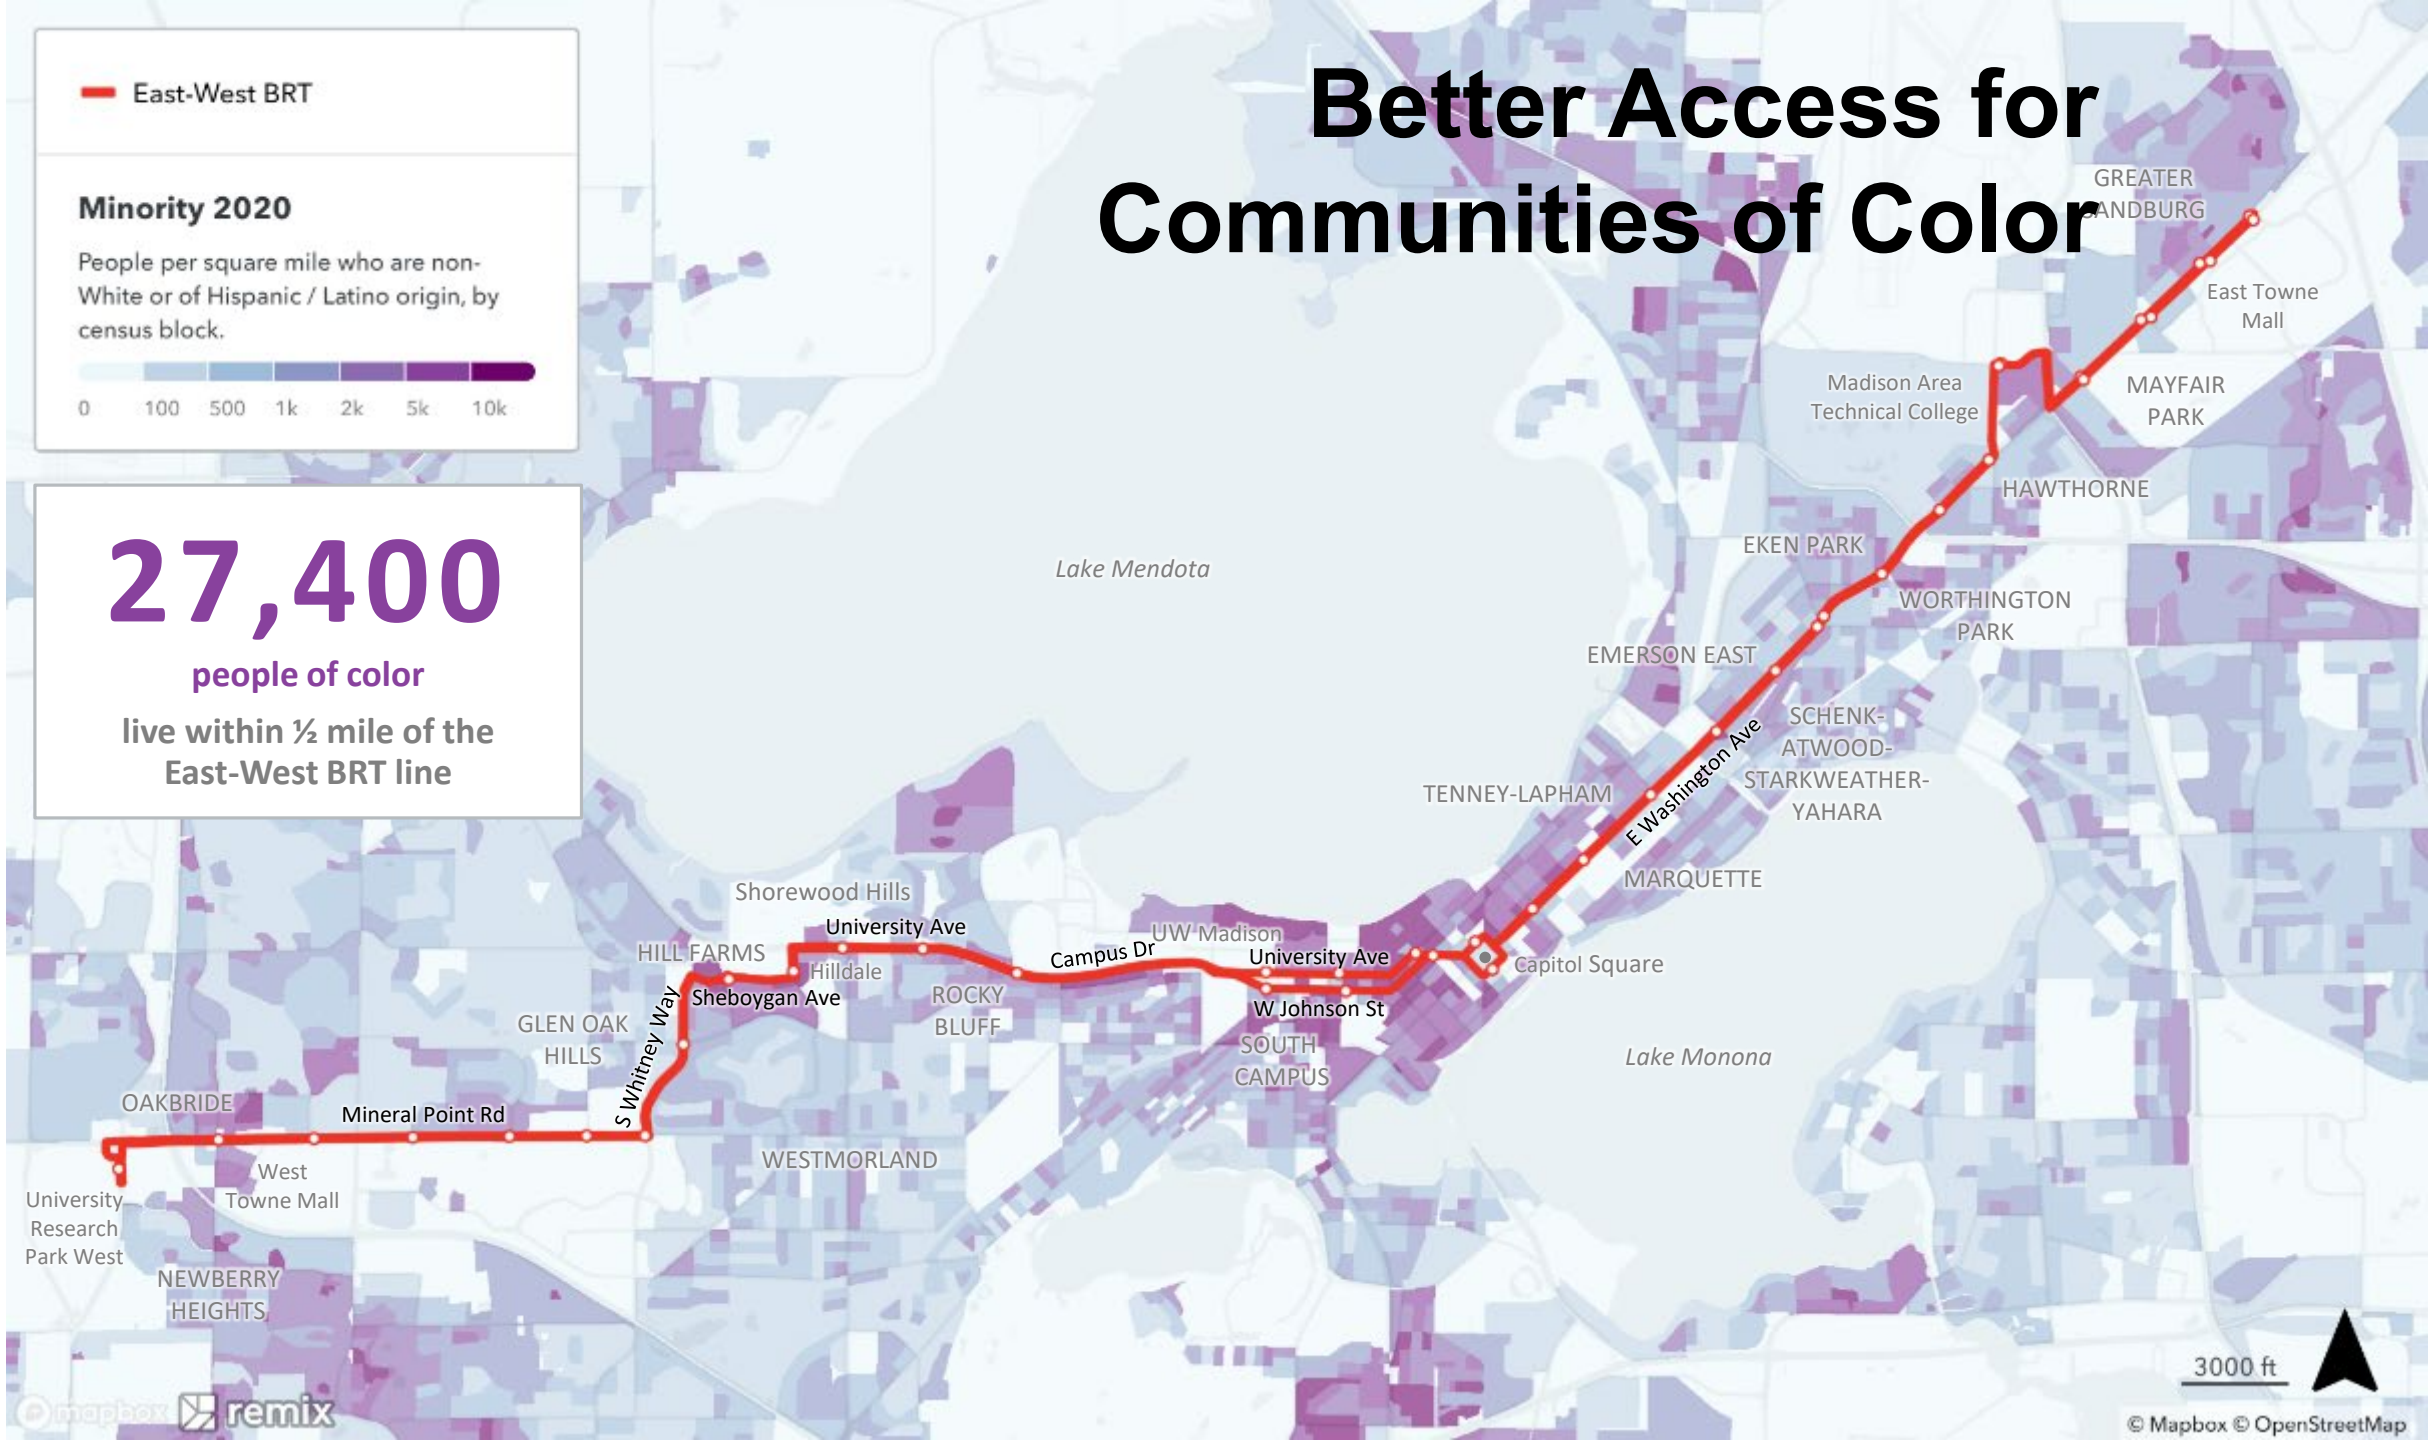 East-West BRT
Minority 2020
People per square mile who are non-
White or of Hispanic / Latino origin, by
census block.
0 100 500 1k 2k 5k 10k
27,400
people of color
live within ½ mile of the
East-West BRT line
Better Access for
Communities of Color
GREATER
SANDBURG
East Towne
Mall
Madison Area
Technical College
MAYFAIR
PARK
HAWTHORNE
EKEN PARK
WORTHINGTON
PARK
Lake Mendota
EMERSON EAST
SCHENK-
ATWOOD-
STARKWEATHER-
YAHARA
E Washington Ave
TENNEY-LAPHAM
MARQUETTE
Shorewood Hills
University Ave
UW Madison
HILL FARMS
Hilldale
Campus Dr
University Ave
Capitol Square
Sheboygan Ave
ROCKY
BLUFF
W Johnson St
S Whitney Way
GLEN OAK
HILLS
SOUTH
CAMPUS
Lake Monona
OAKBRIDE
Mineral Point Rd
WESTMORLAND
West
Towne Mall
University
Research
Park West
NEWBERRY
HEIGHTS
3000 ft
mapbox remix
© Mapbox © OpenStreetMap